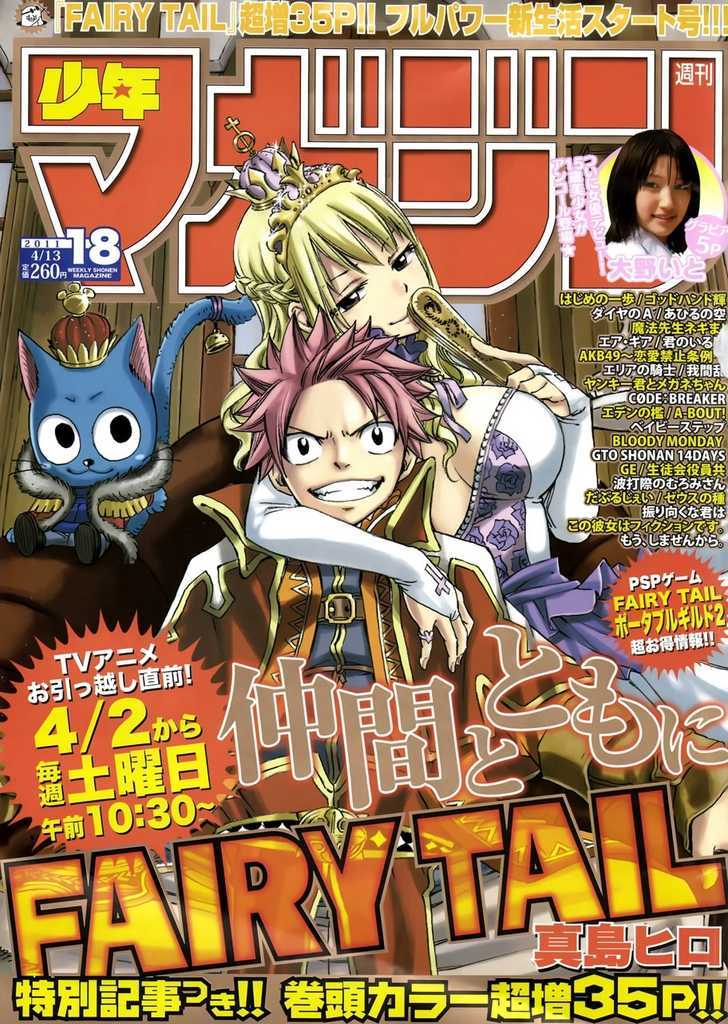 『FAIRY TAIL』超増35P!! フルパワー新生活スタート号!!!
週刊
少年
マガジン
2011
4/13
18
定価260円
WEEKLY SHONEN
MAGAZINE
グラビア
5P
大野いと
はじめの一歩/ゴッドハンド輝
ダイヤのA/あひるの空
魔法先生ネギま
エア・ギア/君のいる
AKB49〜恋愛禁止条例
エリアの騎士/我間乱
ヤンキー君とメガネちゃん
CØDE:BREAKER
エデンの檻/A-BOUT!
ベイビーステップ
BLOODY MONDAY
GTO SHONAN 14DAYS
GE/生徒会役員共
波打際のむろみさん
だぶるじぇい/ゼウスの種
振り向くな君は
この彼女はフィクションです。
もう、しませんから。
PSPゲーム
FAIRY TAIL
ポータブルギルド2
超お得情報!!
TVアニメ
お引っ越し直前!
4/2から
毎週土曜日
午前10:30〜
仲間とともに
FAIRY TAIL
真島ヒロ
特別記事つき!! 巻頭カラー超増35P!!